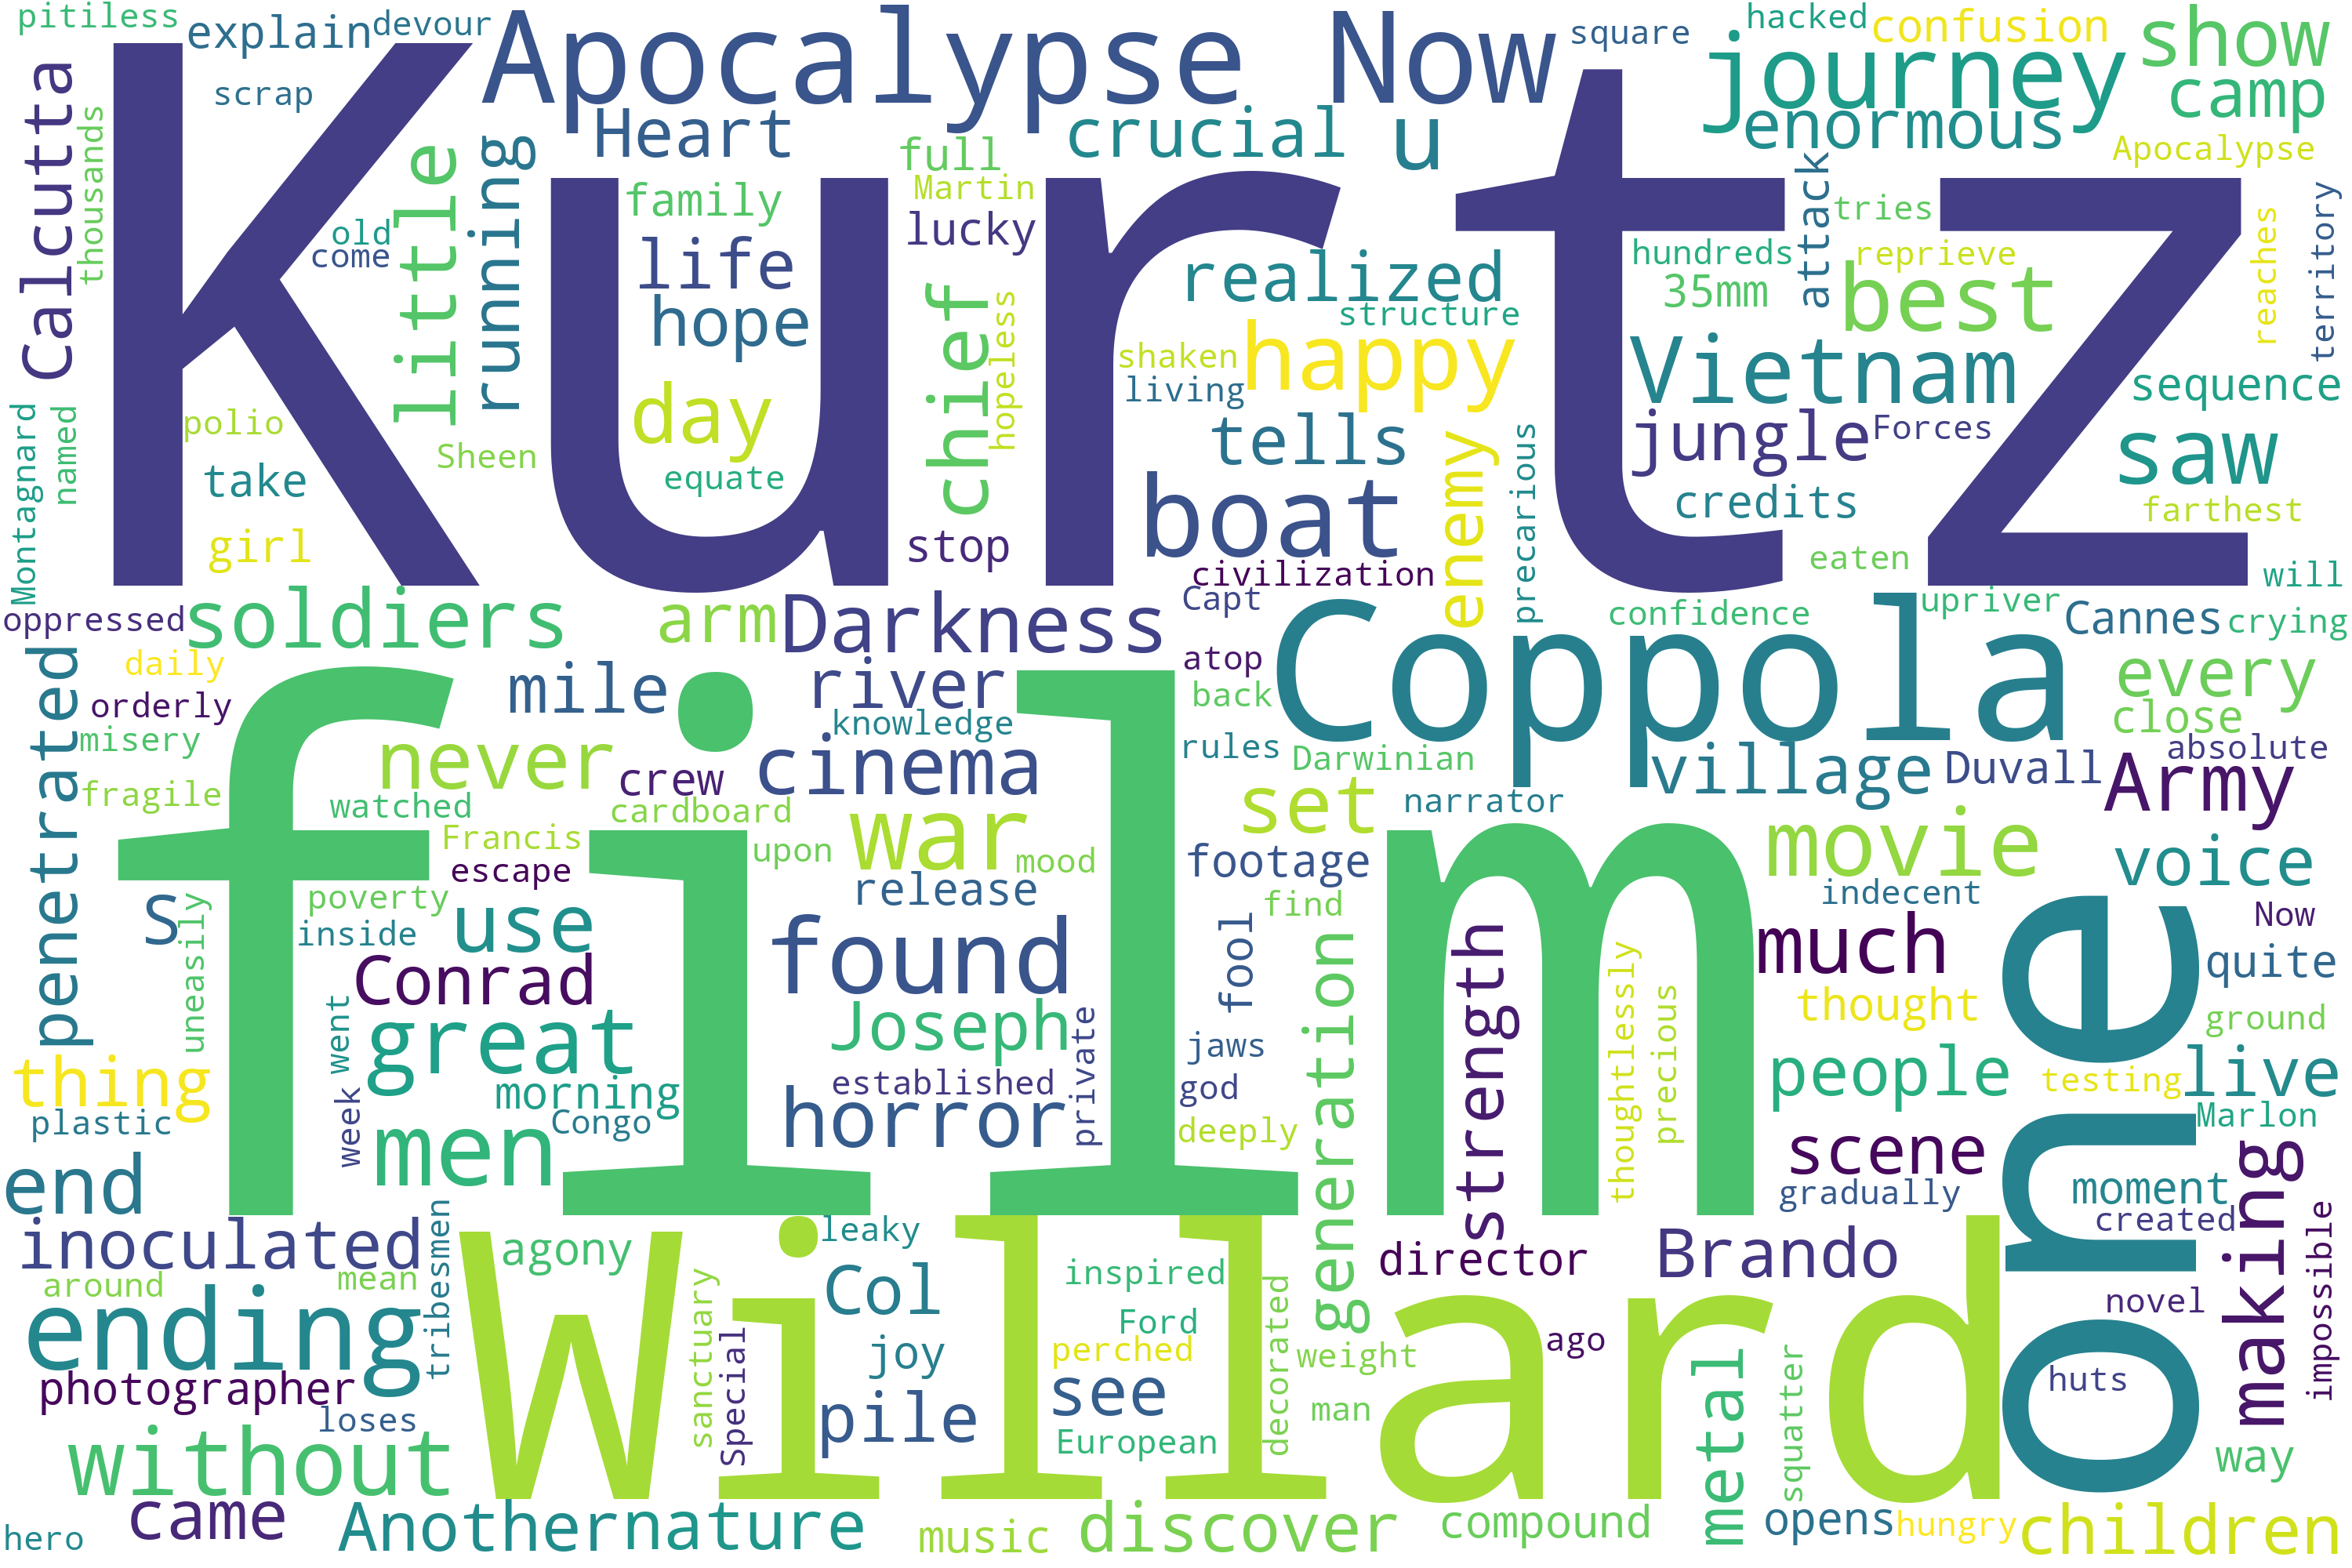 pitiless
explain
devour
Apocalypse Now
square
hacked
confusion
journey
show
Calcutta
scrap
thousands
Kurtz
little
running
Heart
crucial
u
enormous
camp
Apocalypse
full
Martin
family
lucky
old
come
life
hope
chief
hopeless
realized
structure
hundreds
35mm
attack
tries
reprieve
best
reaches
territory
shaken
living
happy
Vietnam
sequence
Montagnard
named
polio
take
girl
Sheen
day
equate
stop
tells
boat
enemy
precarious
jungle
Forces
credits
saw
farthest
eaten
will
civilization
Capt
confidence
upriver
Cannes
crying
oppressed
soldiers
arm
Darkness
Coppola
penetrated
daily
orderly
misery
fragile
film
mile
river
atop
back
every
close
never
knowledge
crew
cinema
rules
Darwinian
village
Duvall
absolute
Army
watched
cardboard
set
narrator
Francis
upon
war
mood
footage
movie
voice
escape
poverty
release
indecent
S
uneasily
inside
use
found
find
fool
generation
strength
thoughtlessly
precious
much
one
Now
quite
Conrad
great
went
week
Joseph
private
jaws
thought
ground
thing
morning
established
god
people
testing
live
plastic
Congo
men
horror
deeply
scene
Marlon
making
end
gradually
moment
created
impossible
inoculated
tribesmen
agony
leaky
Willard
director
Brando
around
mean
Col
inspired
decorated
novel
ending
sanctuary
Special
Ford
joy
perched
weight
ago
metal
squatter
huts
photographer
loses
pile
see
man
without
European
way
came
hero
Another
nature
music
discover
compound
opens
hungry
children